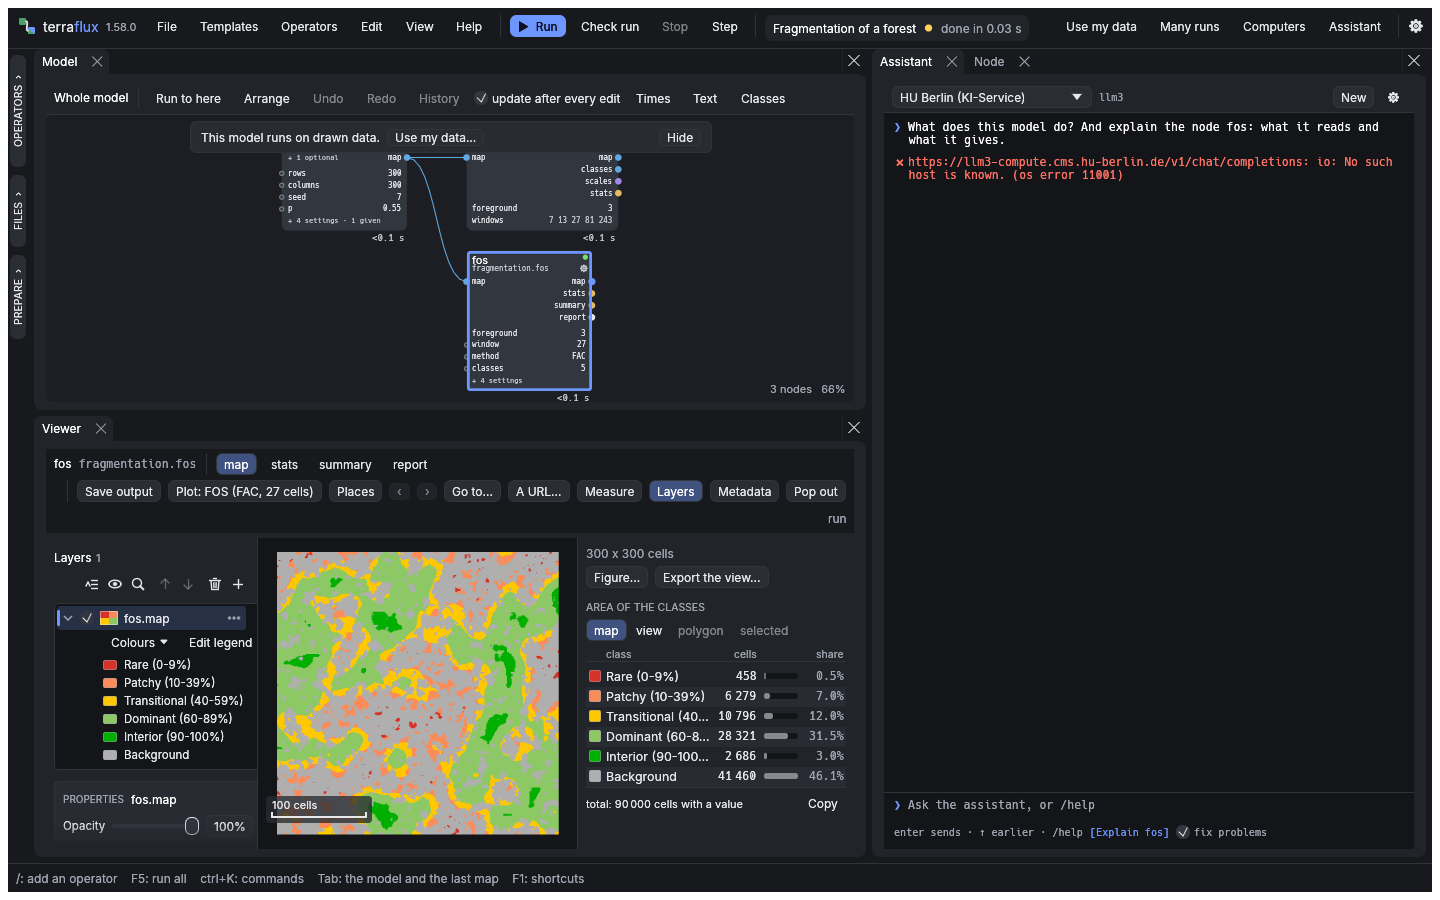 terraflux 1.58.0 File Templates Operators Edit View Help Run Check run Stop Step Fragmentation of a forest done in 0.03 s Use my data Many runs Computers Assistant
OPERATORS
FILES
PREPARE
Model
Whole model Run to here Arrange Undo Redo History update after every edit Times Text Classes
This model runs on drawn data. Use my data... Hide
+ 1 optional map
rows 300
columns 300
seed 7
p 0.55
+ 4 settings · 1 given
<0.1 s
map map
classes
scales
stats
foreground 3
windows 7 13 27 81 243
<0.1 s
fos
fragmentation.fos
map map
stats
summary
report
foreground 3
window 27
method FAC
classes 5
+ 4 settings
<0.1 s
3 nodes 66%
Viewer
fos fragmentation.fos map stats summary report
Save output Plot: FOS (FAC, 27 cells) Places ‹ › Go to... A URL... Measure Layers Metadata Pop out
run
Layers 1
fos.map
Colours Edit legend
Rare (0-9%)
Patchy (10-39%)
Transitional (40-59%)
Dominant (60-89%)
Interior (90-100%)
Background
PROPERTIES fos.map
Opacity 100%
100 cells
300 x 300 cells
Figure... Export the view...
AREA OF THE CLASSES
map view polygon selected
class cells share
Rare (0-9%) 458 0.5%
Patchy (10-39%) 6 279 7.0%
Transitional (40... 10 796 12.0%
Dominant (60-8... 28 321 31.5%
Interior (90-100... 2 686 3.0%
Background 41 460 46.1%
total: 90 000 cells with a value Copy
Assistant Node
HU Berlin (KI-Service) llm3 New
❯ What does this model do? And explain the node fos: what it reads and
what it gives.
× https://llm3-compute.cms.hu-berlin.de/v1/chat/completions: io: No such
host is known. (os error 11001)
❯ Ask the assistant, or /help
enter sends · ↑ earlier · /help [Explain fos] fix problems
/: add an operator F5: run all ctrl+K: commands Tab: the model and the last map F1: shortcuts